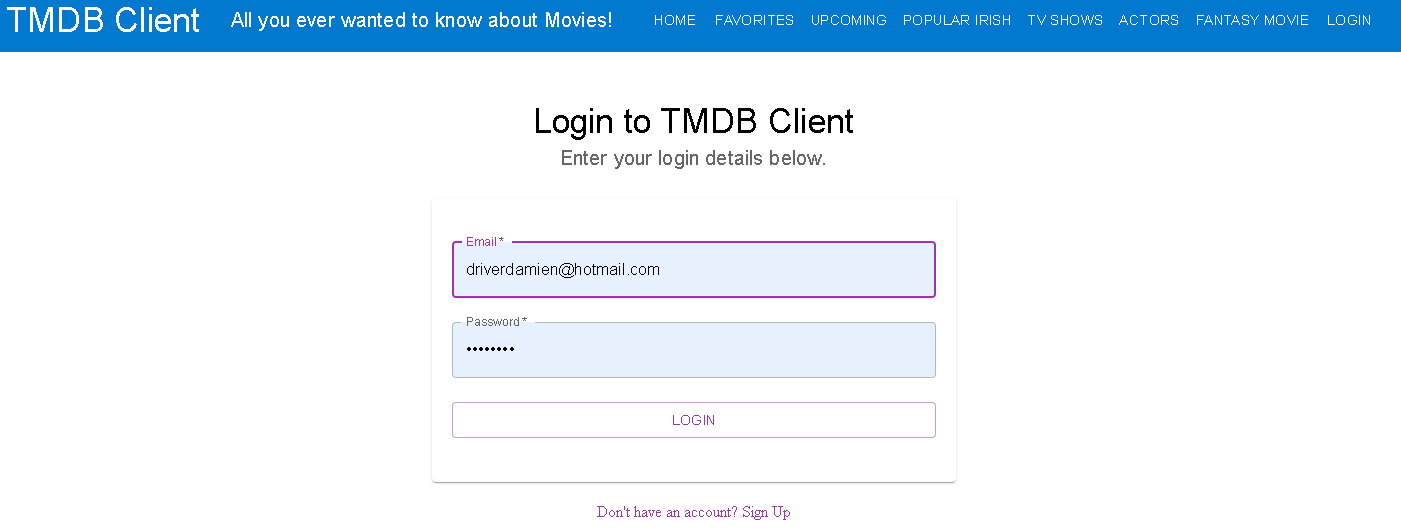 TMDB Client All you ever wanted to know about Movies! HOME FAVORITES UPCOMING POPULAR IRISH TV SHOWS ACTORS FANTASY MOVIE LOGIN
Login to TMDB Client
Enter your login details below.
Email *
driverdamien@hotmail.com
Password *
••••••••
LOGIN
Don't have an account? Sign Up